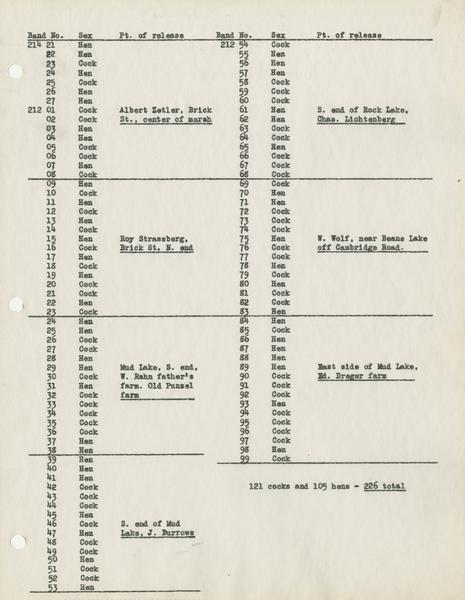 Band No. Sex Pt. of release
214 21 Hen
22 Hen
23 Cock
24 Hen
25 Cock
26 Hen
27 Hen
212 01 Cock Albert Zetler, Brick
02 Cock St., center of marsh
03 Hen
04 Hen
05 Cock
06 Cock
07 Hen
08 Cock
09 Hen
10 Cock
11 Hen
12 Cock
13 Hen
14 Cock
15 Hen Roy Strassberg,
16 Cock Brick St, N. end
17 Hen
18 Cock
19 Hen
20 Cock
21 Cock
22 Hen
23 Cock
24 Hen
25 Hen
26 Cock
27 Cock
28 Hen
29 Hen Mud Lake, S. end,
30 Cock W. Rahn father's
31 Hen farm. Old Punzel
32 Cock farm
33 Cock
34 Cock
35 Cock
36 Cock
37 Hen
38 Hen
39 Hen
40 Hen
41 Hen
42 Cock
43 Cock
44 Cock
45 Hen
46 Cock S. end of Mud
47 Hen Lake, J. Burrows
48 Cock
49 Cock
50 Hen
51 Cock
52 Cock
53 Hen
Band No. Sex Pt. of release
212 54 Cock
55 Hen
56 Hen
57 Hen
58 Cock
59 Cock
60 Cock
61 Hen S. end of Rock Lake,
62 Hen Chas. Lichtenberg
63 Cock
64 Cock
65 Hen
66 Cock
67 Cock
68 Cock
69 Cock
70 Hen
71 Hen
72 Cock
73 Cock
74 Cock
75 Hen W. Wolf, near Beans Lake
76 Cock off Cambridge Road.
77 Cock
78 Cock
79 Cock
80 Hen
81 Cock
82 Cock
83 Hen
84 Cock
85 Cock
86 Hen
87 Hen
88 Hen
89 Hen East side of Mud Lake,
90 Cock Ed. Dreger farm
91 Cock
92 Cock
93 Hen
94 Cock
95 Cock
96 Cock
97 Cock
98 Hen
99 Cock
121 cocks and 105 hens - 226 total